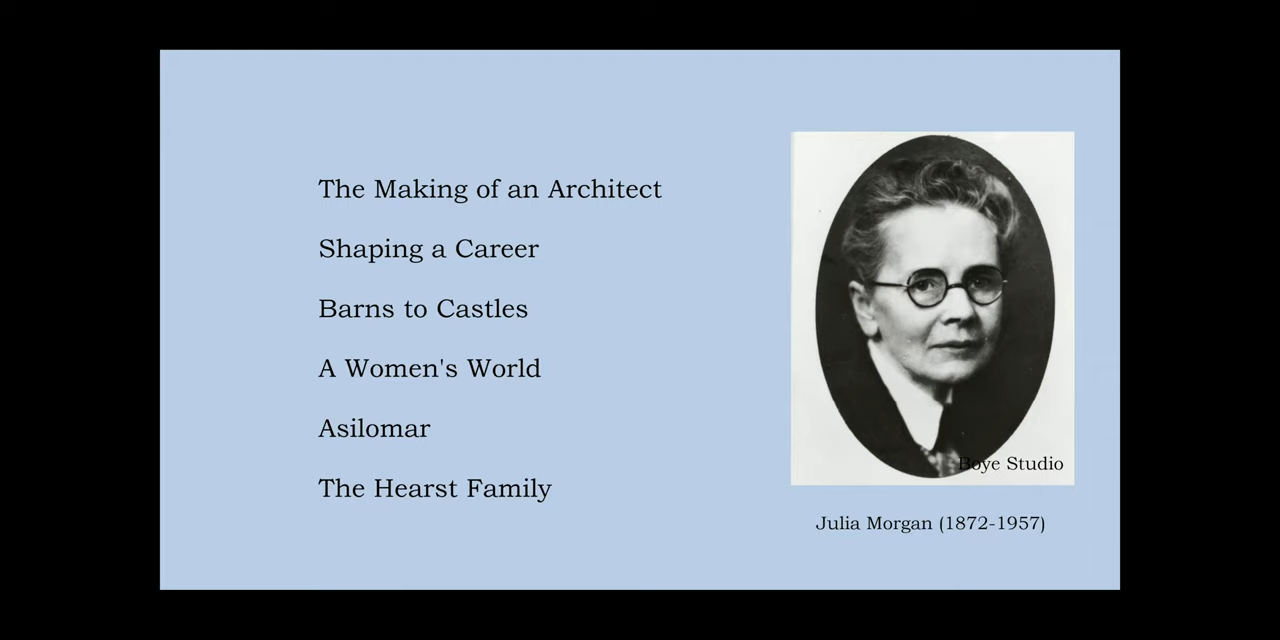 The Making of an Architect
Shaping a Career
Barns to Castles
A Women's World
Asilomar
The Hearst Family
Boye Studio
Julia Morgan (1872-1957)